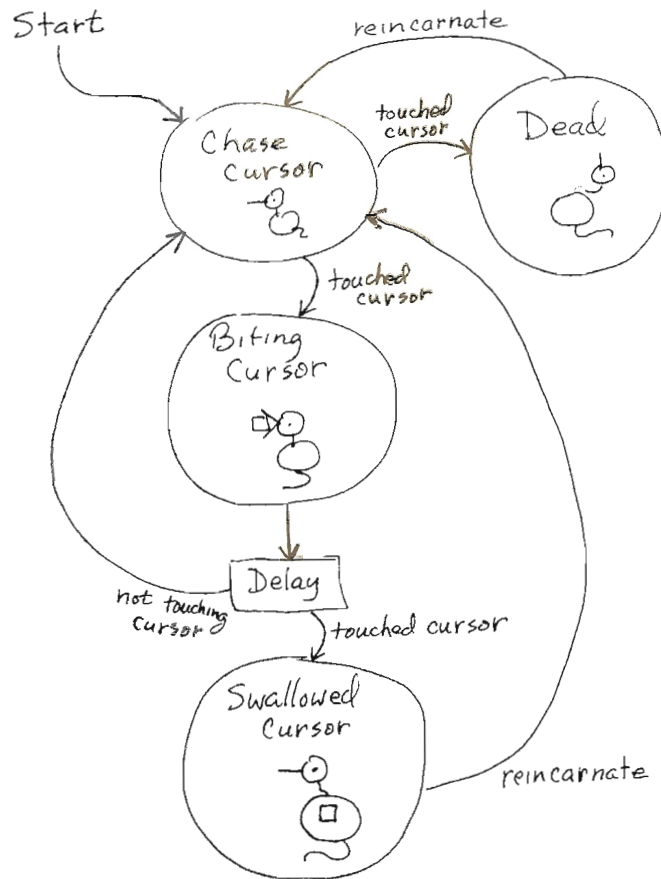 Start
reincarnate
Chase
Cursor
touched
cursor
Dead
touched
cursor
Biting
Cursor
Delay
not touching
cursor
touched cursor
Swallowed
Cursor
reincarnate